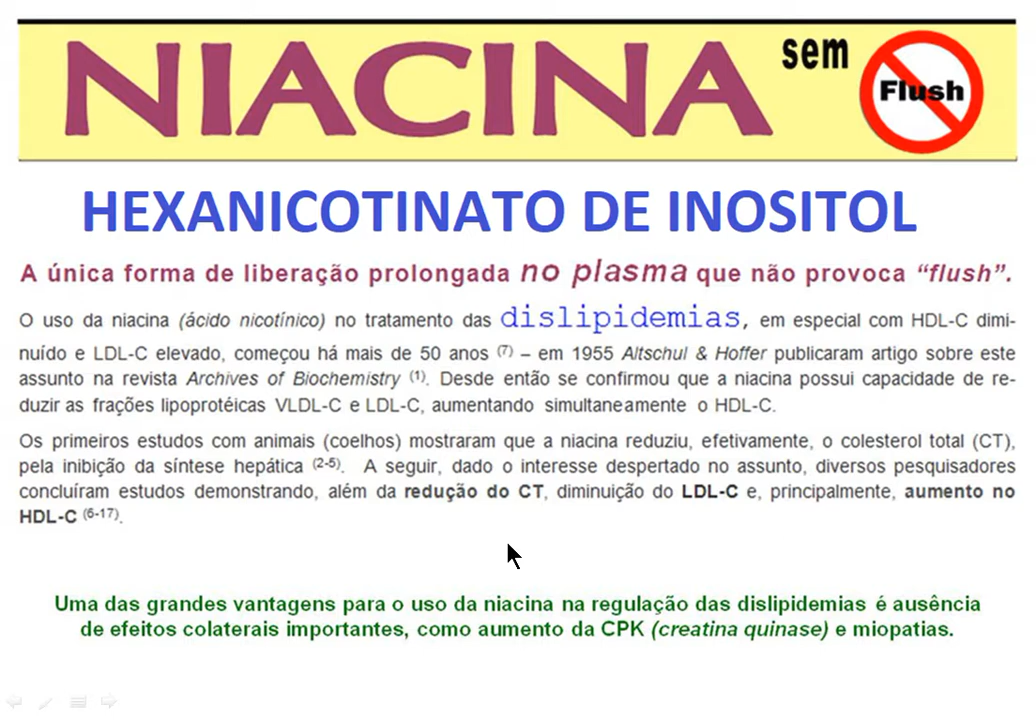 NIACINA sem Flush
HEXANICOTINATO DE INOSITOL
A única forma de liberação prolongada no plasma que não provoca “flush”.
O uso da niacina (ácido nicotínico) no tratamento das dislipidemias, em especial com HDL-C dimi-
nuído e LDL-C elevado, começou há mais de 50 anos (7) – em 1955 Altschul & Hoffer publicaram artigo sobre este
assunto na revista Archives of Biochemistry (1). Desde então se confirmou que a niacina possui capacidade de re-
duzir as frações lipoprotéicas VLDL-C e LDL-C, aumentando simultaneamente o HDL-C.
Os primeiros estudos com animais (coelhos) mostraram que a niacina reduziu, efetivamente, o colesterol total (CT),
pela inibição da síntese hepática (2-5). A seguir, dado o interesse despertado no assunto, diversos pesquisadores
concluíram estudos demonstrando, além da redução do CT, diminuição do LDL-C e, principalmente, aumento no
HDL-C (6-17).
Uma das grandes vantagens para o uso da niacina na regulação das dislipidemias é ausência
de efeitos colaterais importantes, como aumento da CPK (creatina quinase) e miopatias.